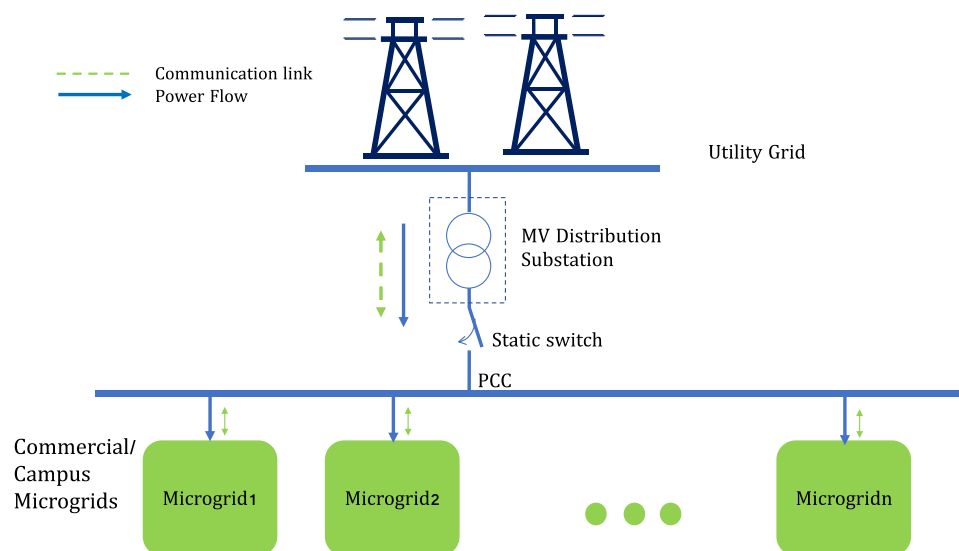 Communication link
Power Flow
Utility Grid
MV Distribution
Substation
Static switch
PCC
Commercial/
Campus
Microgrids
Microgrid1
Microgrid2
Microgridn